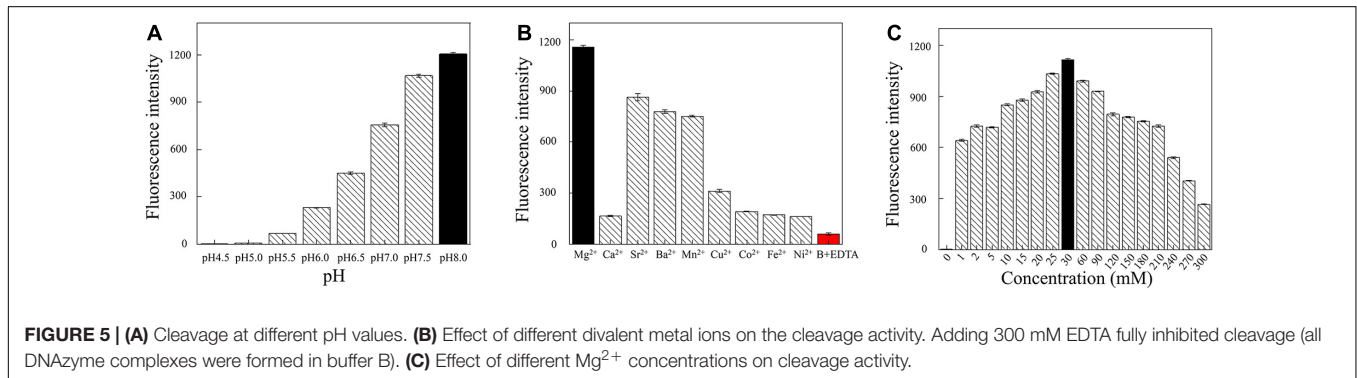 A
Fluorescence intensity
1200
900
600
300
0
pH4.5 pH5.0 pH5.5 pH6.0 pH6.5 pH7.0 pH7.5 pH8.0
pH
B
Fluorescence intensity
1200
900
600
300
0
Mg²⁺ Ca²⁺ Sr²⁺ Ba²⁺ Mn²⁺ Cu²⁺ Co²⁺ Fe²⁺ Ni²⁺ B+EDTA
C
Fluorescence intensity
1200
900
600
300
0
0 1 2 5 10 15 20 25 30 60 90 120 150 180 210 240 270 300
Concentration (mM)
FIGURE 5 | (A) Cleavage at different pH values. (B) Effect of different divalent metal ions on the cleavage activity. Adding 300 mM EDTA fully inhibited cleavage (all
DNAzyme complexes were formed in buffer B). (C) Effect of different Mg²⁺ concentrations on cleavage activity.